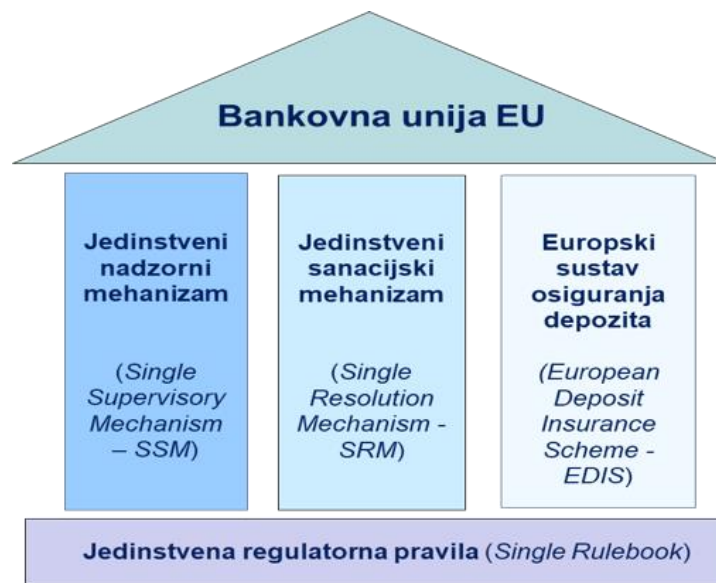 Bankovna unija EU
Jedinstveni
nadzorni
mehanizam
(Single
Supervisory
Mechanism
– SSM)
Jedinstveni
sanacijski
mehanizam
(Single
Resolution
Mechanism -
SRM)
Europski
sustav
osiguranja
depozita
(European
Deposit
Insurance
Scheme -
EDIS)
Jedinstvena regulatorna pravila (Single Rulebook)